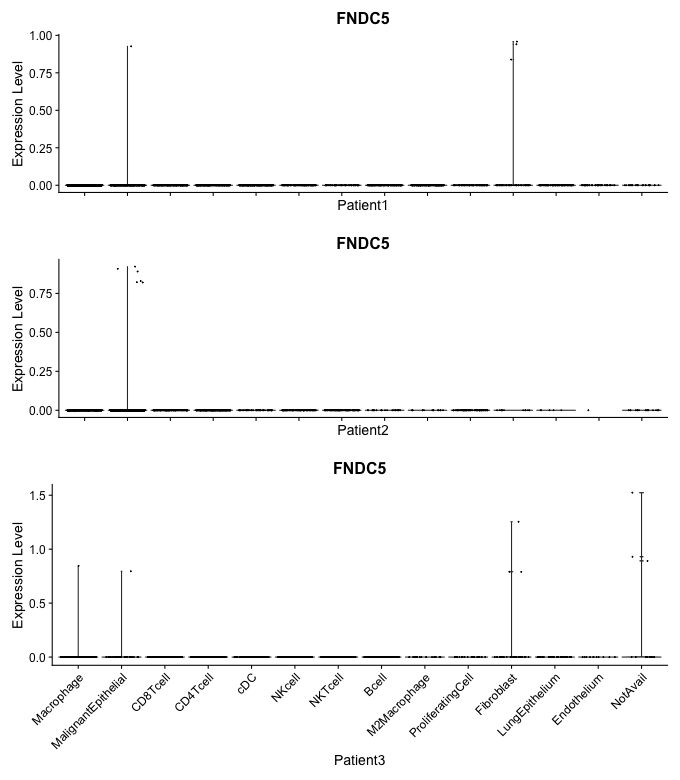 FNDC5
Expression Level
1.00
0.75
0.50
0.25
0.00
Patient1
FNDC5
Expression Level
0.75
0.50
0.25
0.00
Patient2
FNDC5
Expression Level
1.5
1.0
0.5
0.0
Macrophage
MalignantEpithelial
CD8Tcell
CD4Tcell
cDC
NKcell
NKTcell
Bcell
M2Macrophage
ProliferatingCell
Fibroblast
LungEpithelium
Endothelium
NotAvail
Patient3